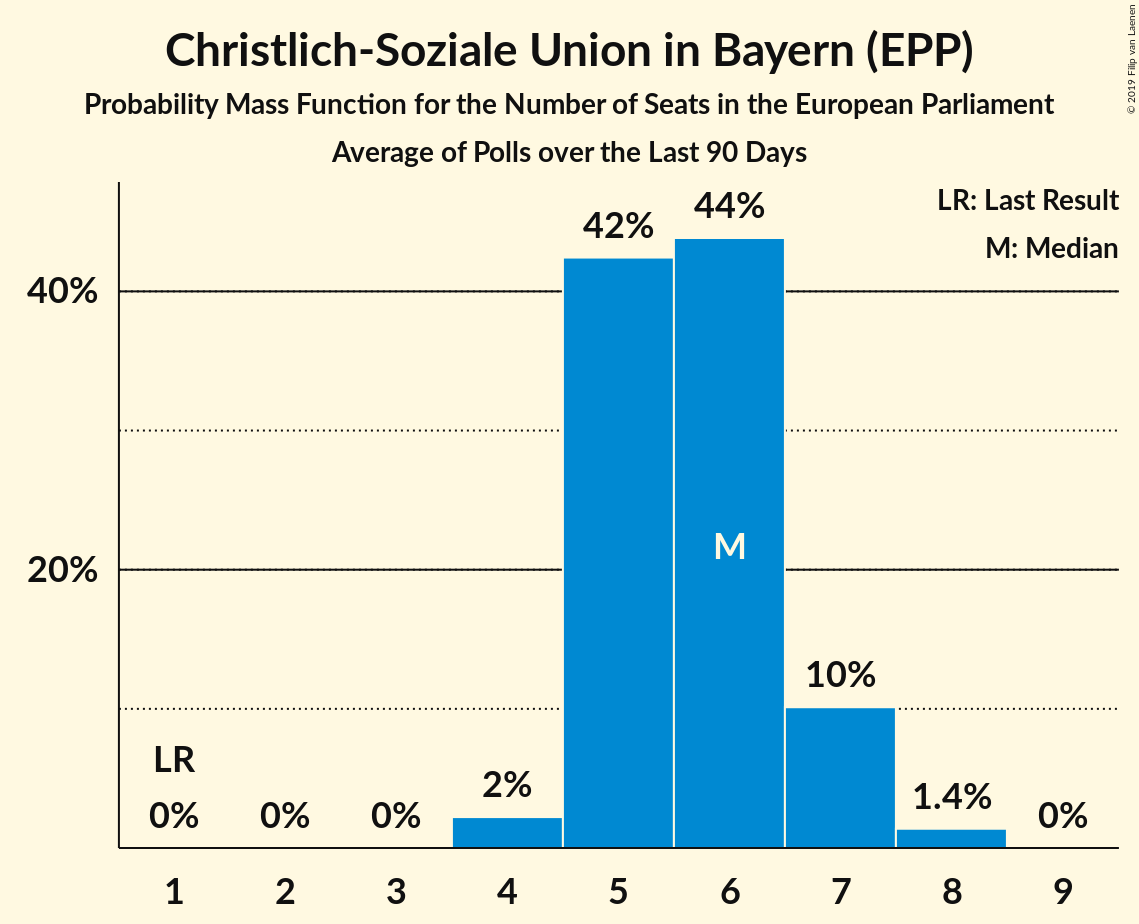 Christlich-Soziale Union in Bayern (EPP)
Probability Mass Function for the Number of Seats in the European Parliament
Average of Polls over the Last 90 Days
© 2019 Filip van Laenen
LR: Last Result
M: Median
44%
42%
40%
M
20%
10%
LR
2%
1.4%
0% 0% 0% 0%
1 2 3 4 5 6 7 8 9